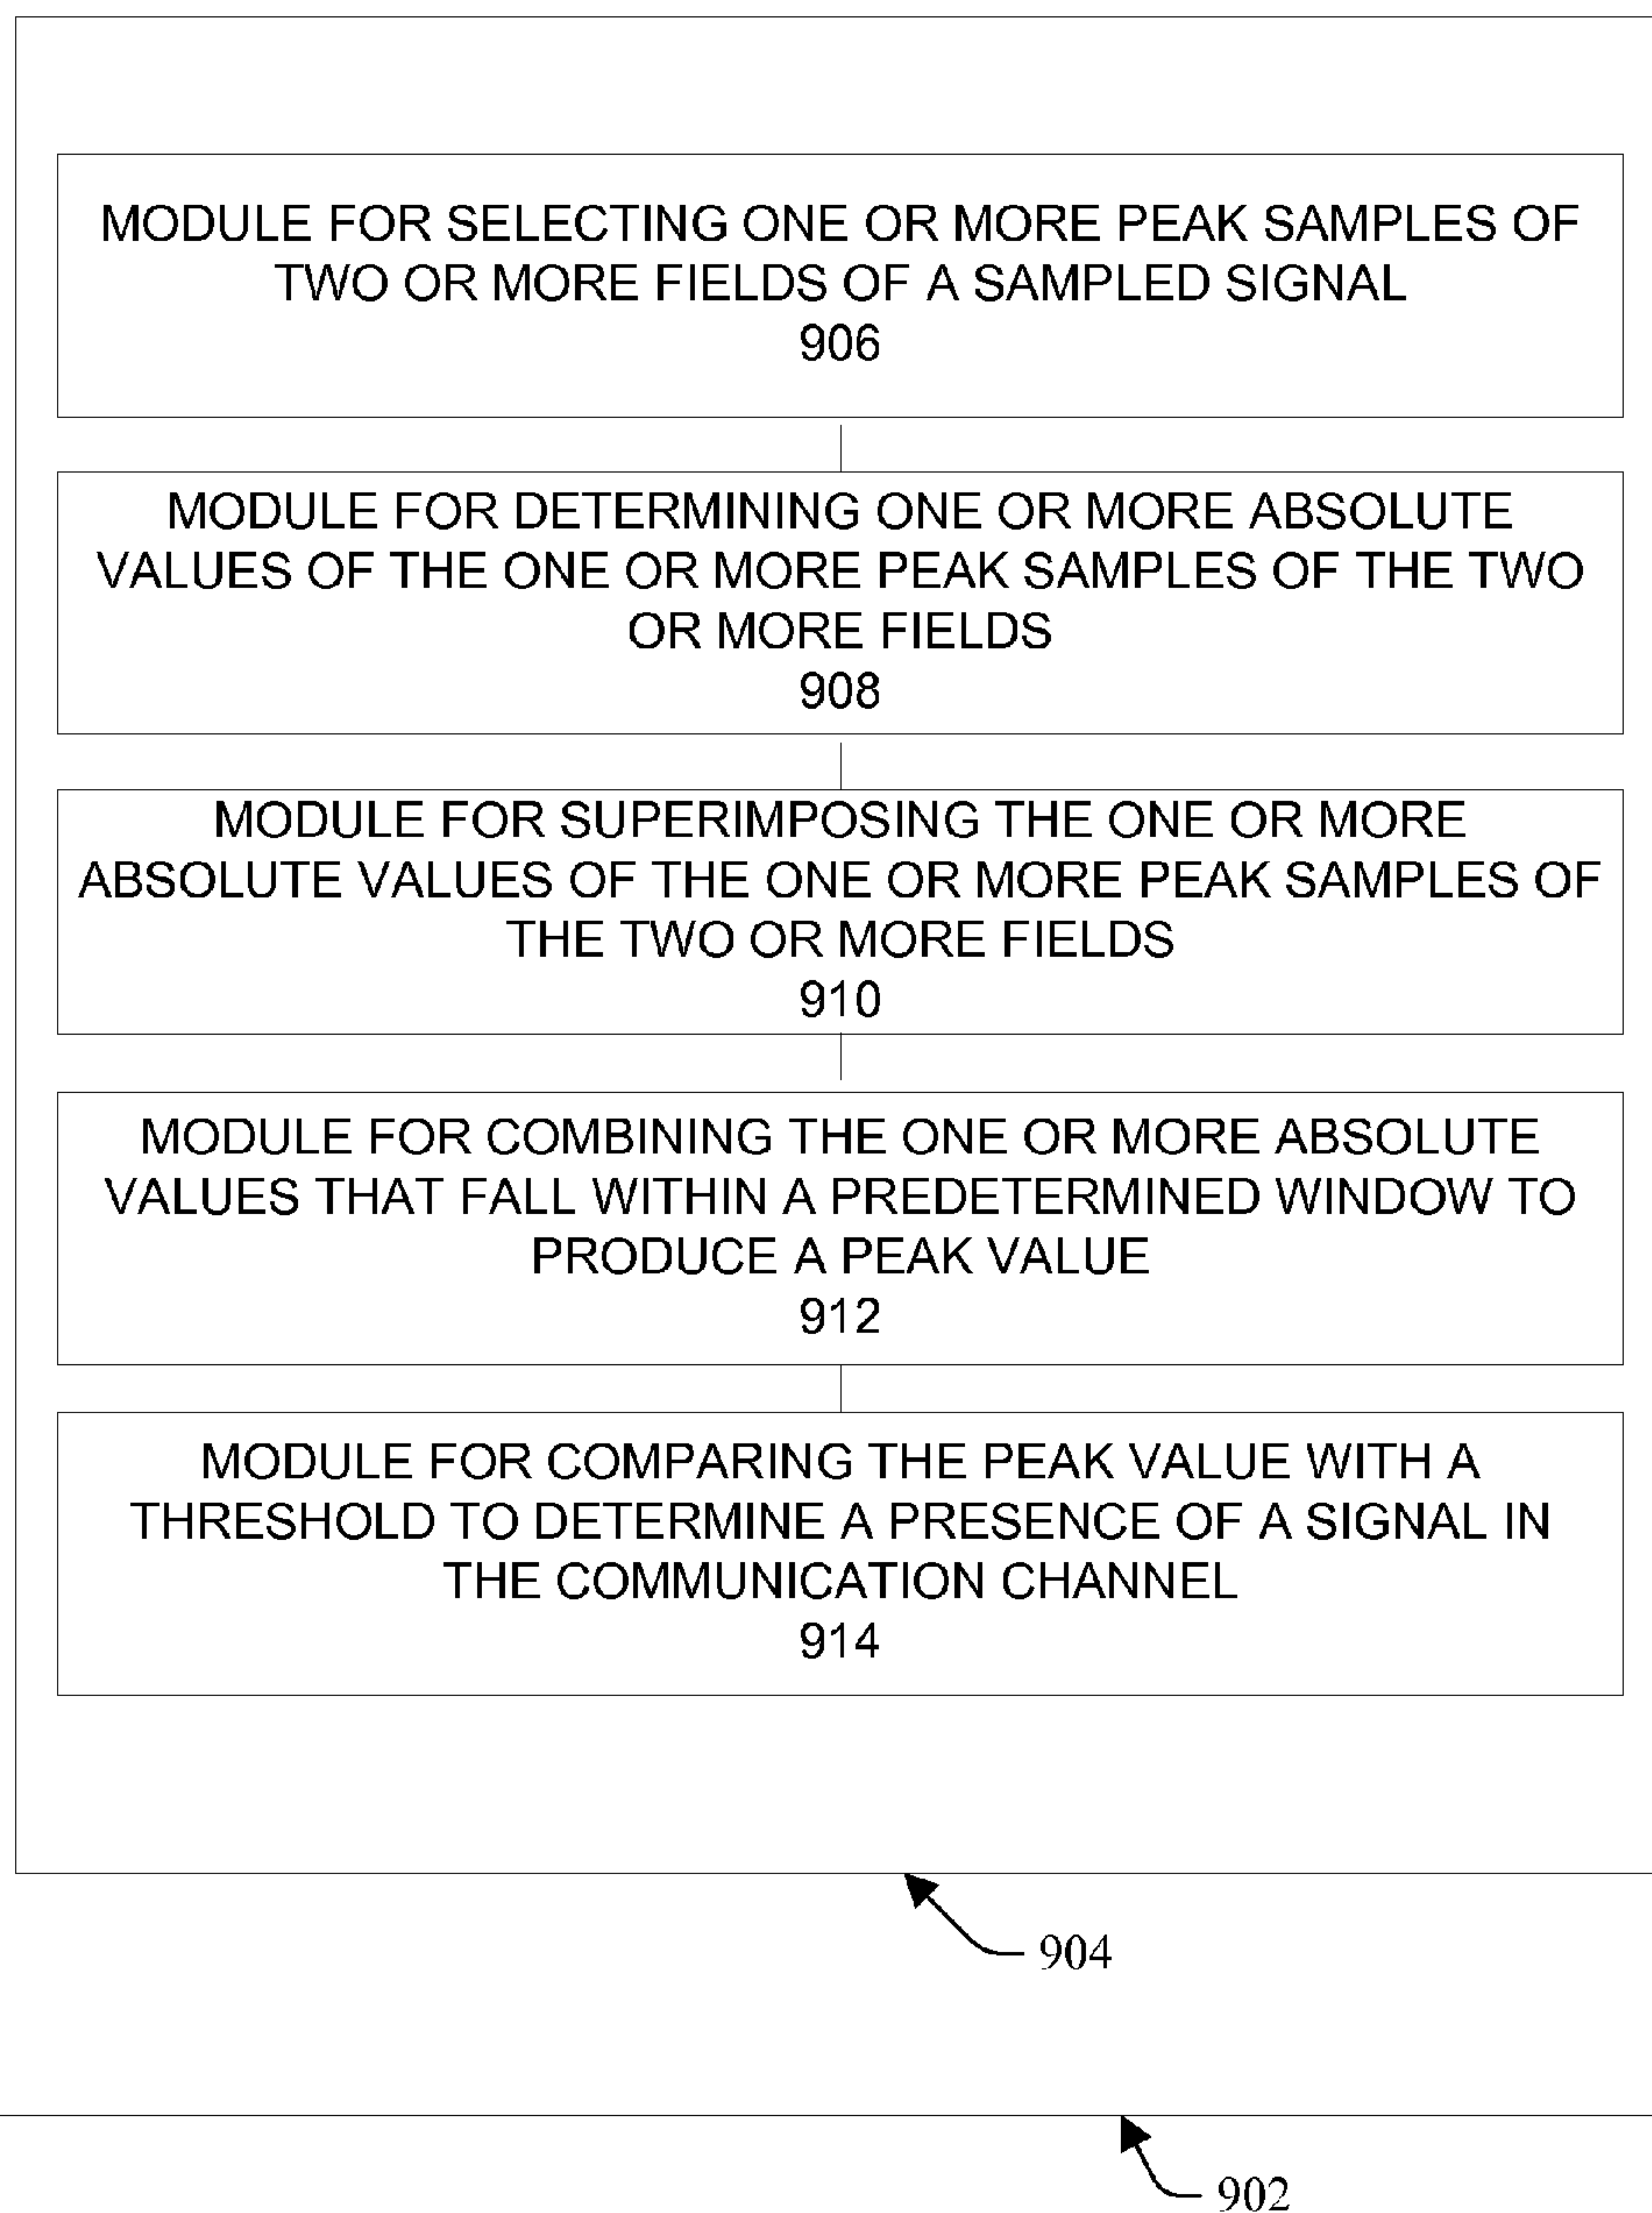 MODULE FOR SELECTING ONE OR MORE PEAK SAMPLES OF
TWO OR MORE FIELDS OF A SAMPLED SIGNAL
906
MODULE FOR DETERMINING ONE OR MORE ABSOLUTE
VALUES OF THE ONE OR MORE PEAK SAMPLES OF THE TWO
OR MORE FIELDS
908
MODULE FOR SUPERIMPOSING THE ONE OR MORE
ABSOLUTE VALUES OF THE ONE OR MORE PEAK SAMPLES OF
THE TWO OR MORE FIELDS
910
MODULE FOR COMBINING THE ONE OR MORE ABSOLUTE
VALUES THAT FALL WITHIN A PREDETERMINED WINDOW TO
PRODUCE A PEAK VALUE
912
MODULE FOR COMPARING THE PEAK VALUE WITH A
THRESHOLD TO DETERMINE A PRESENCE OF A SIGNAL IN
THE COMMUNICATION CHANNEL
914
904
902